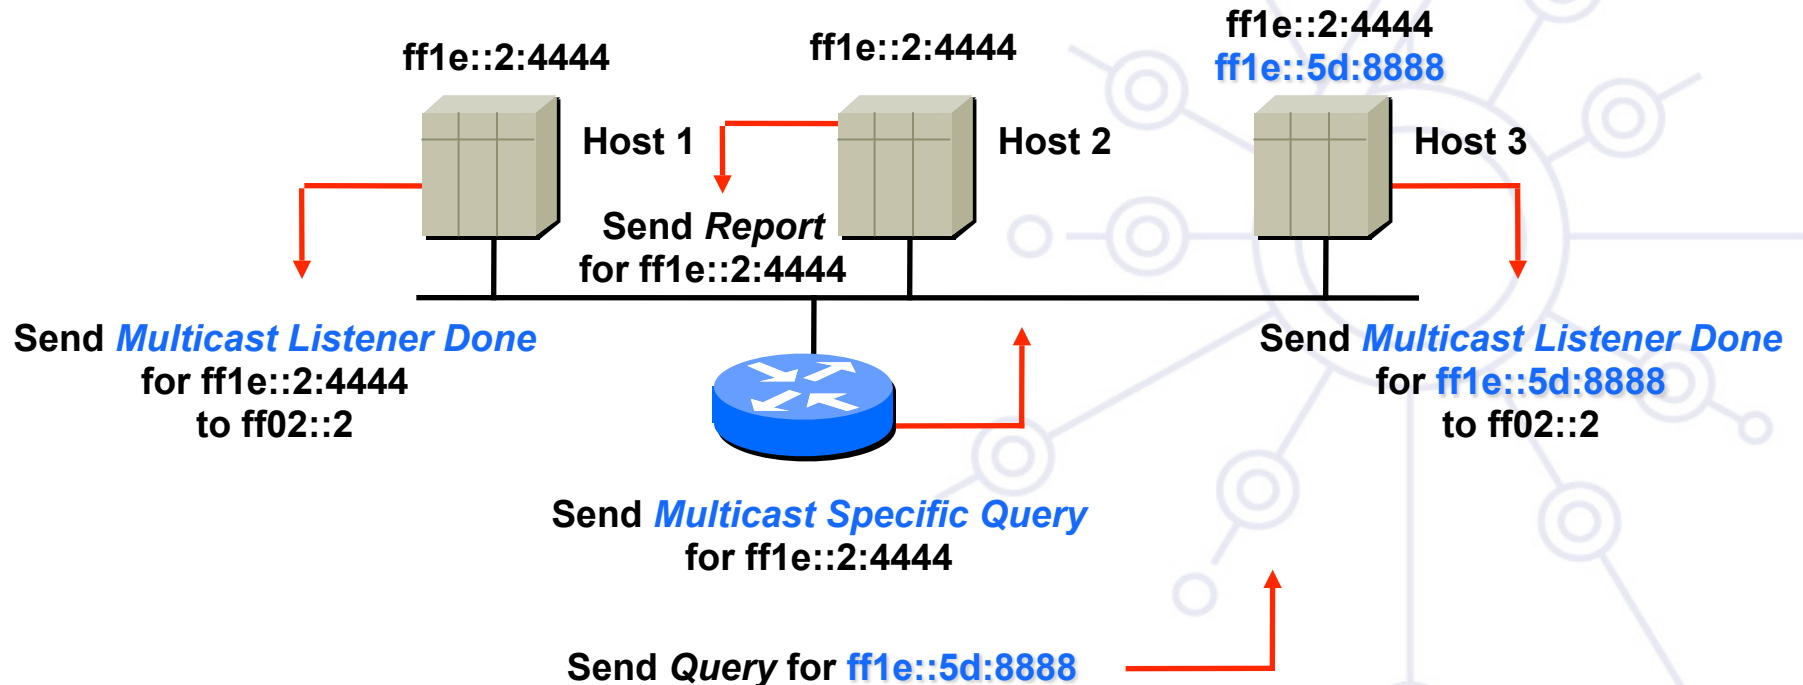 ff1e::2:4444
ff1e::2:4444
ff1e::2:4444
ff1e::5d:8888
Host 1
Host 2
Host 3
Send Report
for ff1e::2:4444
Send Multicast Listener Done
for ff1e::2:4444
to ff02::2
Send Multicast Listener Done
for ff1e::5d:8888
to ff02::2
Send Multicast Specific Query
for ff1e::2:4444
Send Query for ff1e::5d:8888